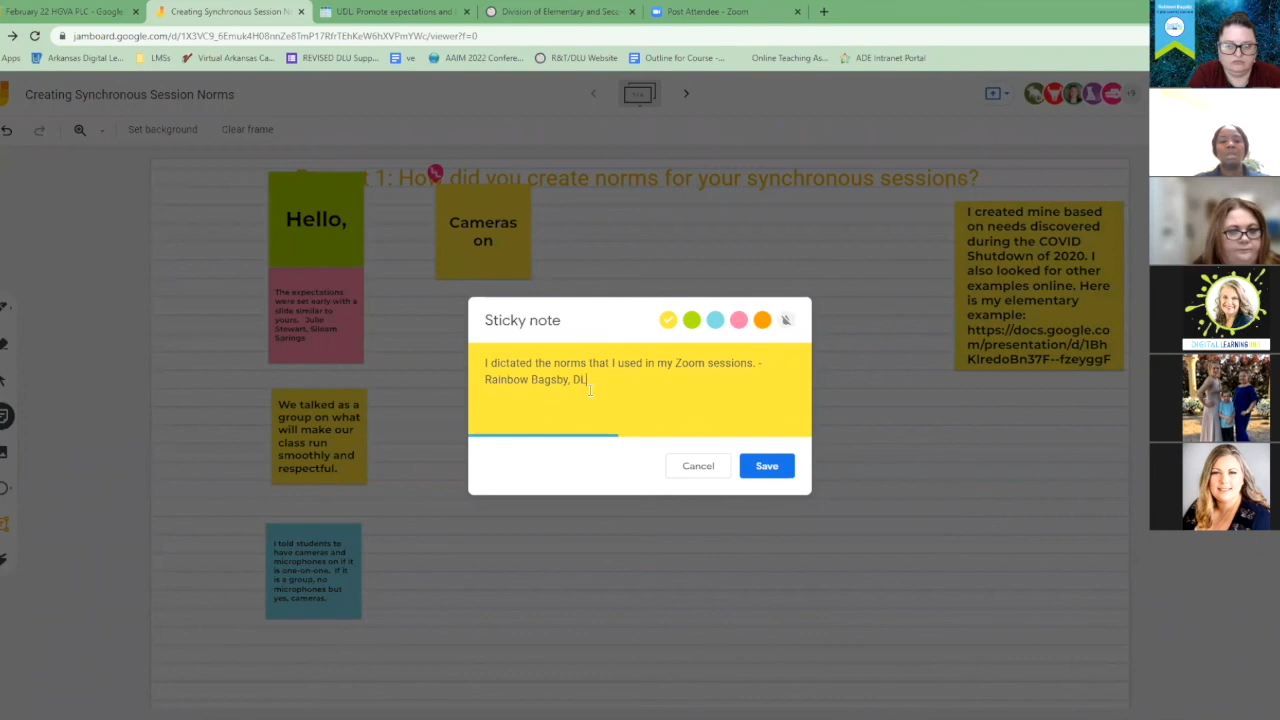 February 22 HGVA PLC - Google
Creating Synchronous Session No
UDL: Promote expectations and b
Division of Elementary and Seco
Post Attendee - Zoom
jamboard.google.com/d/1X3VC9_6Emuk4H08nnZe8TmP17RfrTEhKeW6hXVPmYWc/viewer?f=0
Apps
Arkansas Digital Le...
LMSs
Virtual Arkansas Ca...
REVISED DLU Supp...
ve
AAIM 2022 Confere...
R&T/DLU Website
Outline for Course -...
Online Teaching As...
ADE Intranet Portal
Creating Synchronous Session Norms
+9
Set background
Clear frame
1: How did you create norms for your synchronous sessions?
Hello,
Cameras
on
The expectations
were set early with a
slide similar to
yours. Julie
Stewart, Siloam
Springs
We talked as a
group on what
will make our
class run
smoothly and
respectful.
I told students to
have cameras and
microphones on if it
is one-on-one. If it
is a group, no
microphones but
yes, cameras.
I created mine based
on needs discovered
during the COVID
Shutdown of 2020. I
also looked for other
examples online. Here
is my elementary
example:
https://docs.google.co
m/presentation/d/1Bh
KIredoBn37F--fzeyggF
Sticky note
I dictated the norms that I used in my Zoom sessions. -
Rainbow Bagsby, DL
Cancel
Save
Rainbow Bagsby
DIGITAL LEARNING